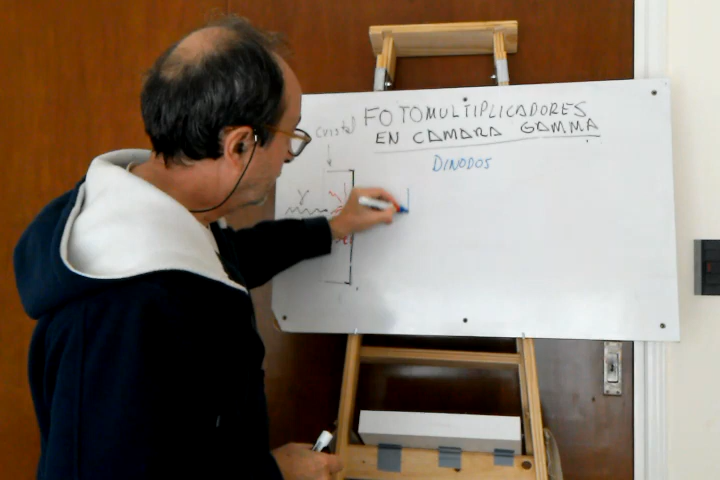 FOTOMULTIPLICADORES
EN CAMARA GAMMA
cristal
DINODOS
γ